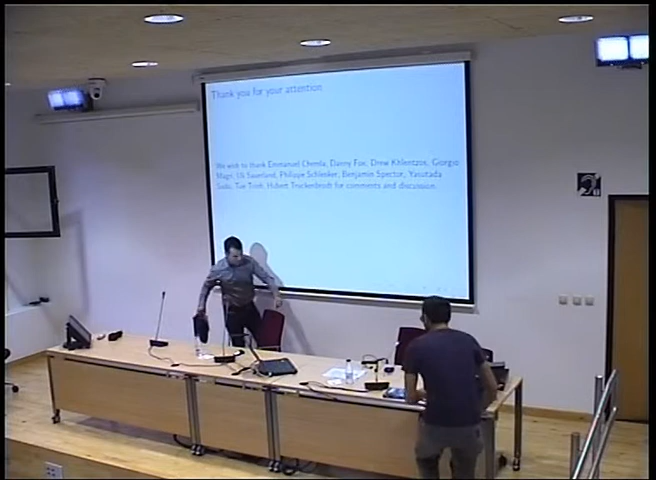 Thank you for your attention
We wish to thank Emmanuel Chemla, Danny Fox, Drew Khlentzos, Giorgio
Magri, Uli Sauerland, Philippe Schlenker, Benjamin Spector, Yasutada
Sudo, Tue Trinh, Hubert Truckenbrodt for comments and discussion.